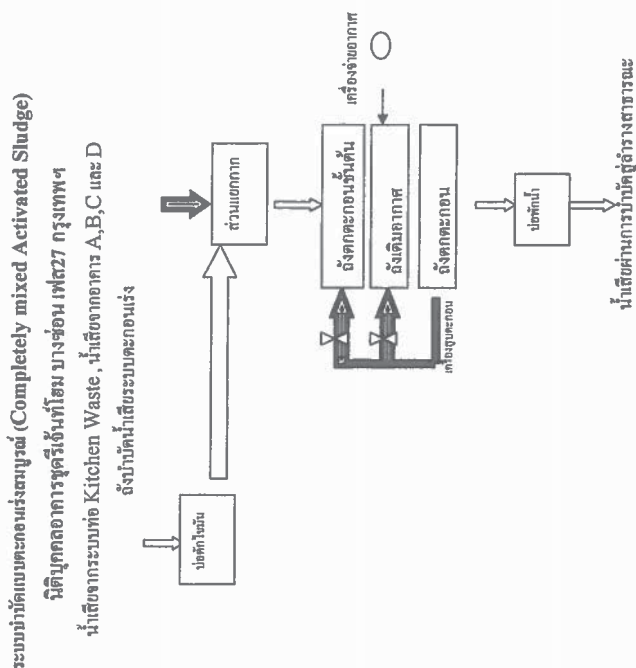 ระบบบำบัดแบบตะกอนเร่งสมบูรณ์ (Completely mixed Activated Sludge)
นิติบุคคลอาคารชุดรีเจ้นท์โฮม บางซ่อน เฟส27 กรุงเทพฯ
น้ำเสียจากระบบท่อ Kitchen Waste, น้ำเสียจากอาคาร A,B,C และ D
ถังบำบัดน้ำเสียระบบตะกอนเร่ง
บ่อดักไขมัน
ส่วนแยกกาก
ถังตกตะกอนขั้นต้น
ถังเติมอากาศ
ถังตกตะกอน
เครื่องจ่ายอากาศ
เครื่องสูบตะกอน
บ่อพักน้ำ
น้ำเสียผ่านการบำบัดสู่ลำรางสาธารณะ